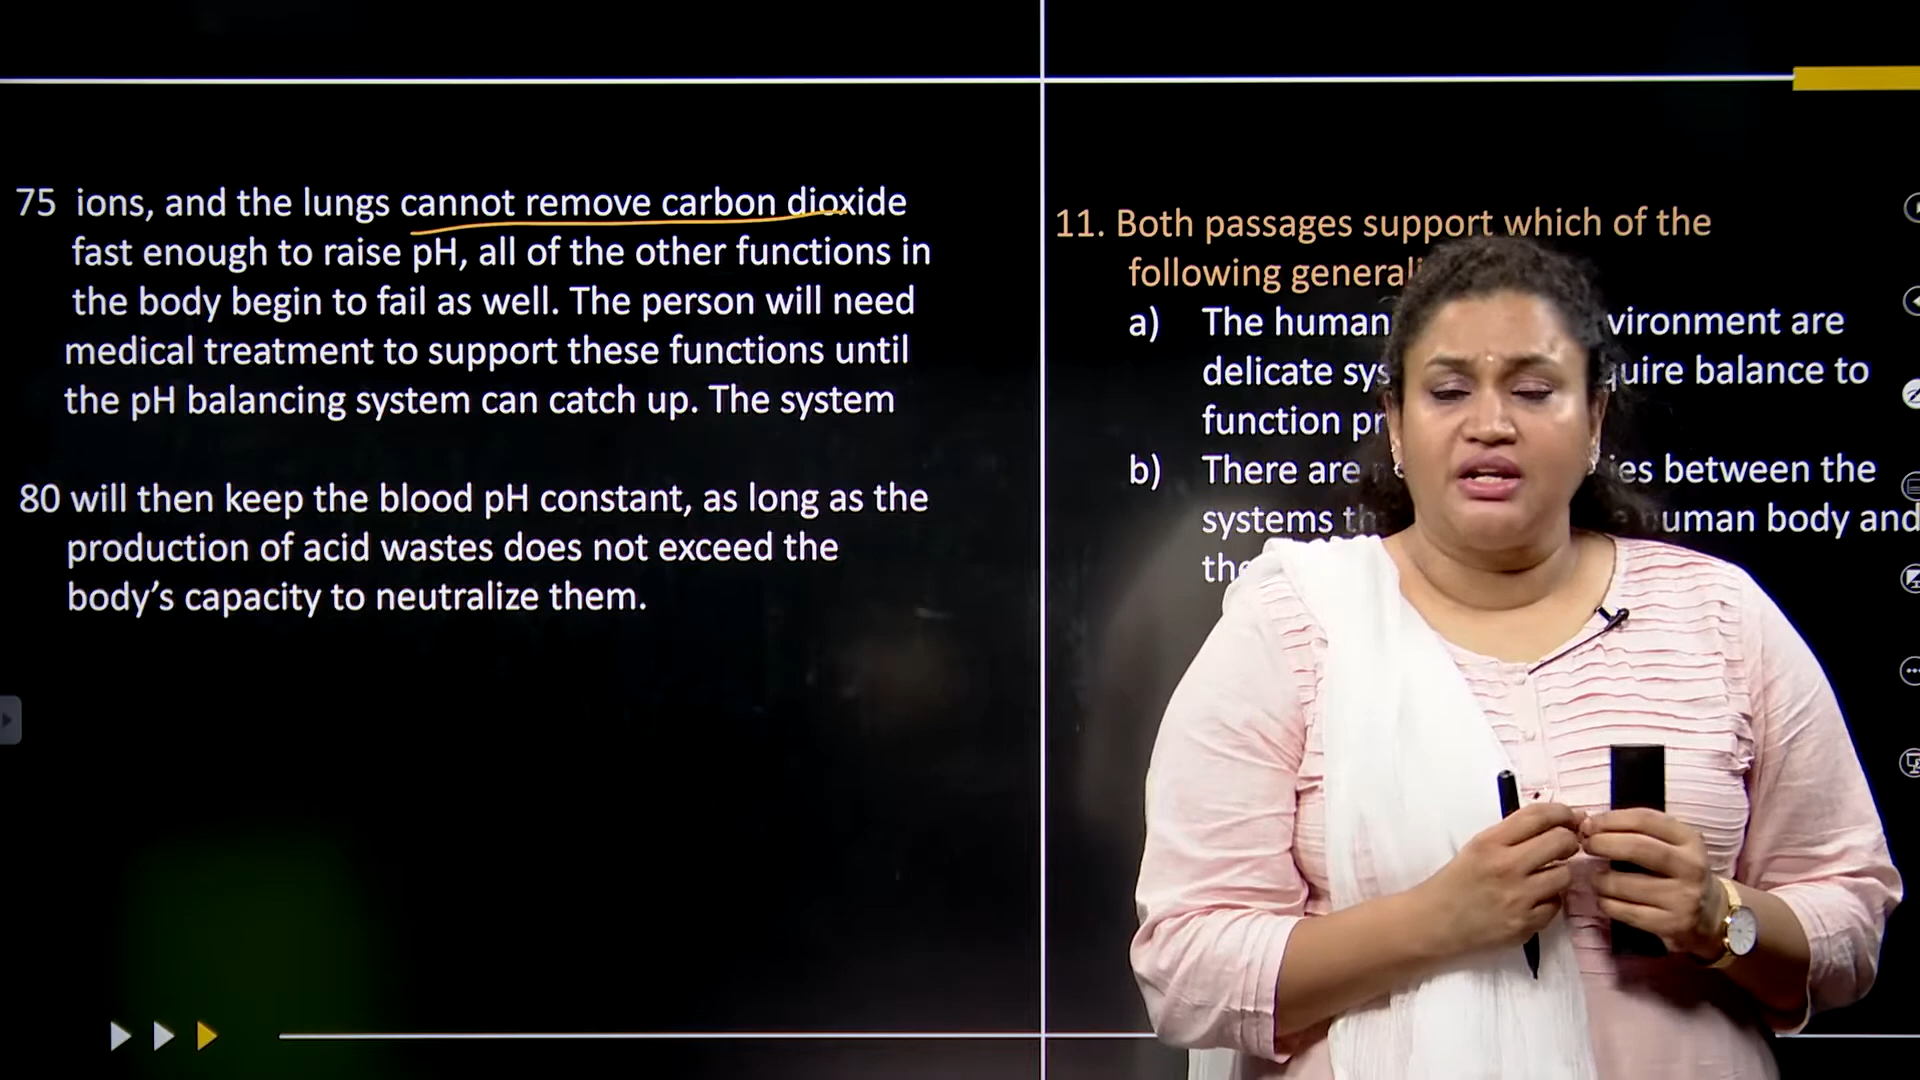 75 ions, and the lungs cannot remove carbon dioxide
fast enough to raise pH, all of the other functions in
the body begin to fail as well. The person will need
medical treatment to support these functions until
the pH balancing system can catch up. The system
80 will then keep the blood pH constant, as long as the
production of acid wastes does not exceed the
body's capacity to neutralize them.
11. Both passages support which of the
following
a) The human are
delicate balance to
function
b) There are between the
systems body and